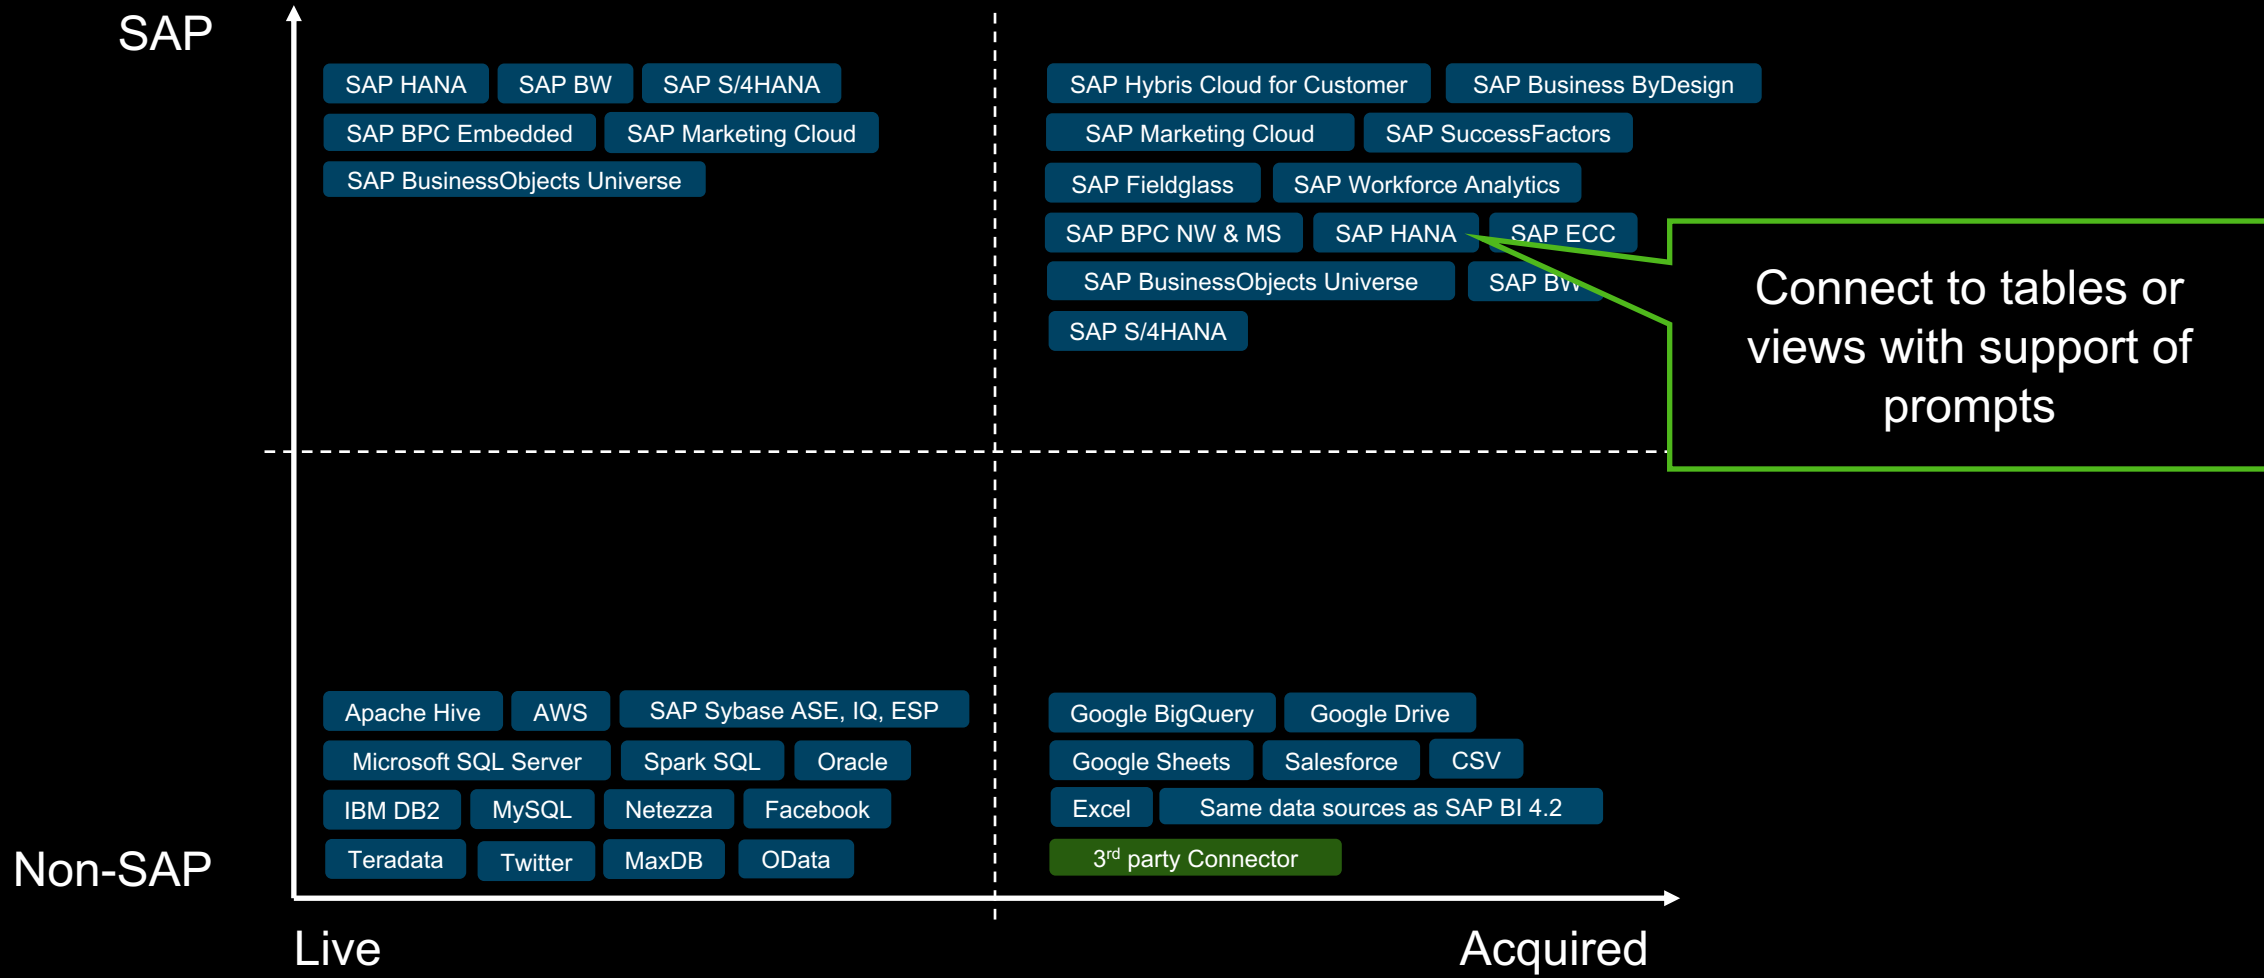 SAP
SAP HANA
SAP BW
SAP S/4HANA
SAP BPC Embedded
SAP Marketing Cloud
SAP BusinessObjects Universe
SAP Hybris Cloud for Customer
SAP Business ByDesign
SAP Marketing Cloud
SAP SuccessFactors
SAP Fieldglass
SAP Workforce Analytics
SAP BPC NW & MS
SAP HANA
SAP ECC
SAP BusinessObjects Universe
SAP BW
SAP S/4HANA
Connect to tables or
views with support of
prompts
Apache Hive
AWS
SAP Sybase ASE, IQ, ESP
Microsoft SQL Server
Spark SQL
Oracle
IBM DB2
MySQL
Netezza
Facebook
Teradata
Twitter
MaxDB
OData
Google BigQuery
Google Drive
Google Sheets
Salesforce
CSV
Excel
Same data sources as SAP BI 4.2
3rd party Connector
Non-SAP
Live
Acquired